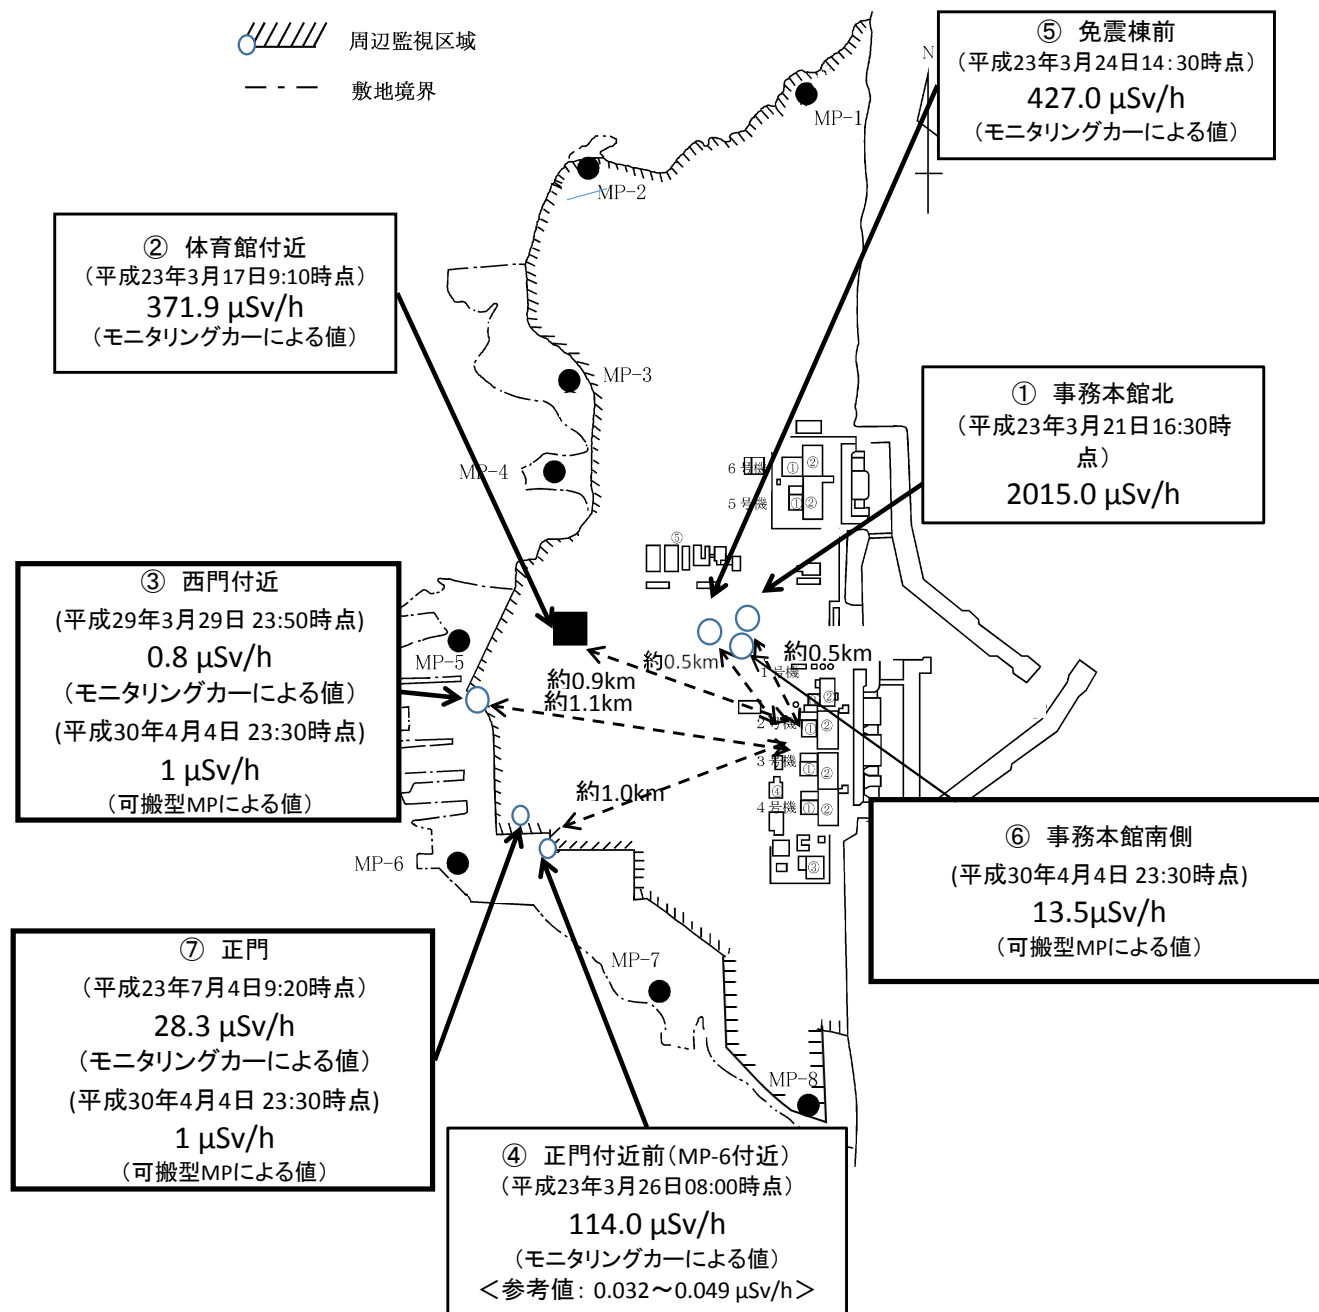 周辺監視区域
敷地境界
⑤ 免震棟前
（平成23年3月24日14:30時点）
427.0 μSv/h
（モニタリングカーによる値）
N
MP-1
MP-2
② 体育館付近
（平成23年3月17日9:10時点）
371.9 μSv/h
（モニタリングカーによる値）
MP-3
① 事務本館北
（平成23年3月21日16:30時
点）
2015.0 μSv/h
MP-4
6号機
① ②
5号機
① ②
⑤
③ 西門付近
(平成29年3月29日 23:50時点)
0.8 μSv/h
（モニタリングカーによる値）
(平成30年4月4日 23:30時点)
1 μSv/h
（可搬型MPによる値）
MP-5
約0.5km
約0.5km
約0.9km
約1.1km
1号機
②
2号機
① ②
3号機
① ②
④
4号機
① ②
③
約1.0km
MP-6
⑥ 事務本館南側
(平成30年4月4日 23:30時点)
13.5μSv/h
（可搬型MPによる値）
⑦ 正門
（平成23年7月4日9:20時点）
28.3 μSv/h
（モニタリングカーによる値）
(平成30年4月4日 23:30時点)
1 μSv/h
（可搬型MPによる値）
MP-7
MP-8
④ 正門付近前（MP-6付近）
（平成23年3月26日08:00時点）
114.0 μSv/h
（モニタリングカーによる値）
＜参考値： 0.032～0.049 μSv/h＞